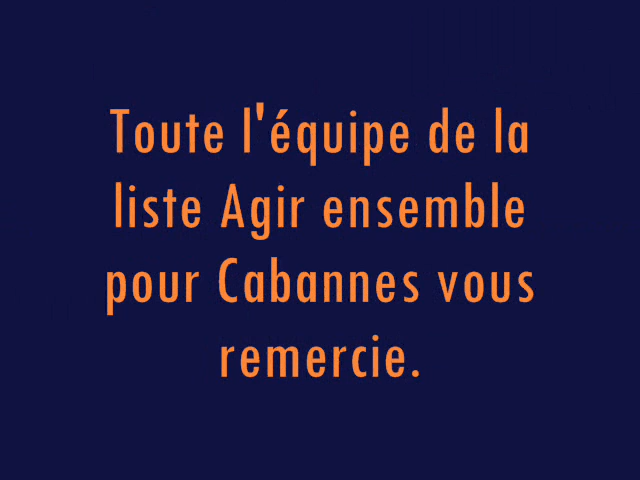 Toute l'équipe de la
liste Agir ensemble
pour Cabannes vous
remercie.